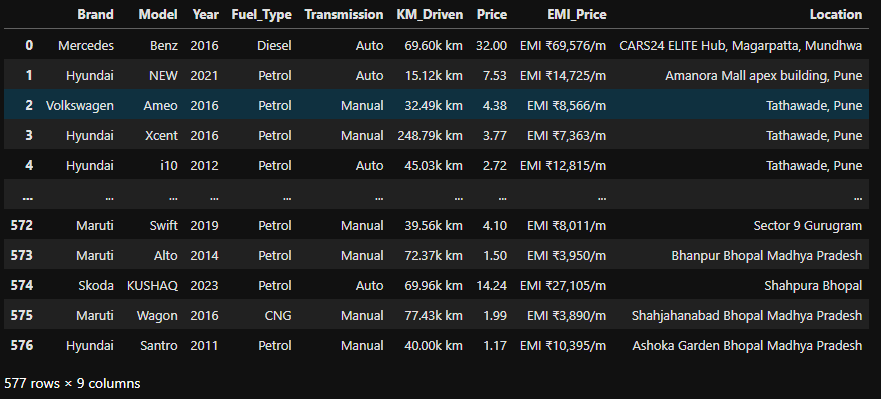 Brand Model Year Fuel_Type Transmission KM_Driven Price EMI_Price Location
0 Mercedes Benz 2016 Diesel Auto 69.60k km 32.00 EMI ₹69,576/m CARS24 ELITE Hub, Magarpatta, Mundhwa
1 Hyundai NEW 2021 Petrol Auto 15.12k km 7.53 EMI ₹14,725/m Amanora Mall apex building, Pune
2 Volkswagen Ameo 2016 Petrol Manual 32.49k km 4.38 EMI ₹8,566/m Tathawade, Pune
3 Hyundai Xcent 2016 Petrol Manual 248.79k km 3.77 EMI ₹7,363/m Tathawade, Pune
4 Hyundai i10 2012 Petrol Auto 45.03k km 2.72 EMI ₹12,815/m Tathawade, Pune
... ... ... ... ... ... ... ... ... ...
572 Maruti Swift 2019 Petrol Manual 39.56k km 4.10 EMI ₹8,011/m Sector 9 Gurugram
573 Maruti Alto 2014 Petrol Manual 72.37k km 1.50 EMI ₹3,950/m Bhanpur Bhopal Madhya Pradesh
574 Skoda KUSHAQ 2023 Petrol Auto 69.96k km 14.24 EMI ₹27,105/m Shahpura Bhopal
575 Maruti Wagon 2016 CNG Manual 77.43k km 1.99 EMI ₹3,890/m Shahjahanabad Bhopal Madhya Pradesh
576 Hyundai Santro 2011 Petrol Manual 40.00k km 1.17 EMI ₹10,395/m Ashoka Garden Bhopal Madhya Pradesh
577 rows × 9 columns